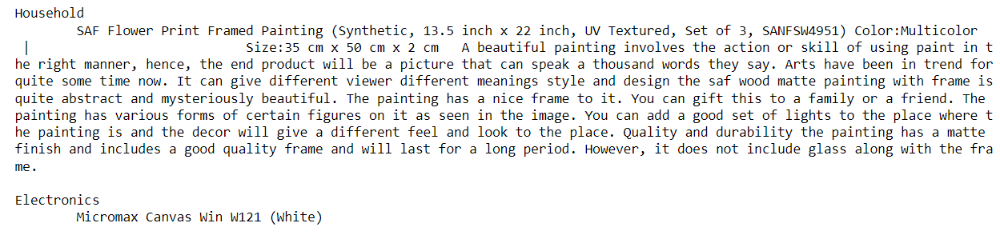 Household
SAF Flower Print Framed Painting (Synthetic, 13.5 inch x 22 inch, UV Textured, Set of 3, SANFSW4951) Color:Multicolor
|                         Size:35 cm x 50 cm x 2 cm   A beautiful painting involves the action or skill of using paint in t
he right manner, hence, the end product will be a picture that can speak a thousand words they say. Arts have been in trend for
quite some time now. It can give different viewer different meanings style and design the saf wood matte painting with frame is
quite abstract and mysteriously beautiful. The painting has a nice frame to it. You can gift this to a family or a friend. The
painting has various forms of certain figures on it as seen in the image. You can add a good set of lights to the place where t
he painting is and the decor will give a different feel and look to the place. Quality and durability the painting has a matte
finish and includes a good quality frame and will last for a long period. However, it does not include glass along with the fra
me.
Electronics
Micromax Canvas Win W121 (White)